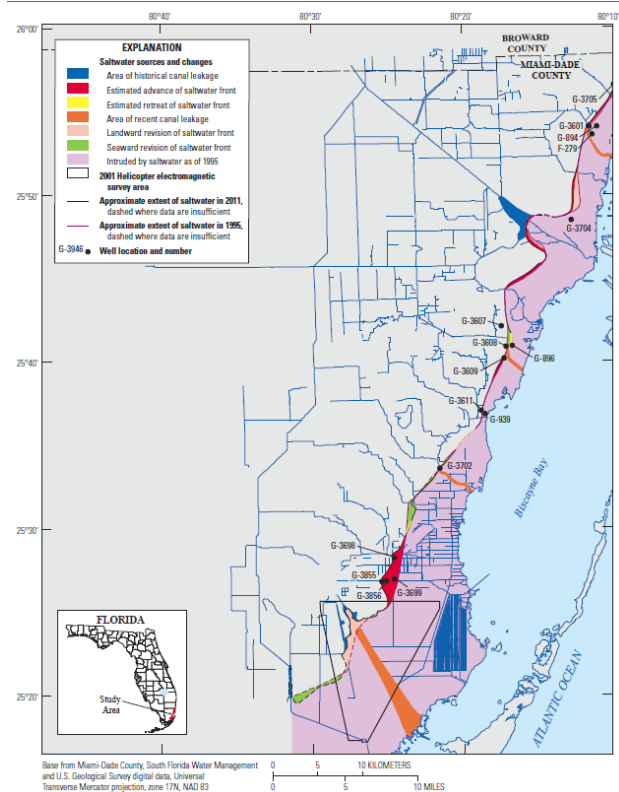 80°40'
80°30'
80°20'
80°10'
26°00'
BROWARD
COUNTY
MIAMI-DADE
COUNTY
EXPLANATION
Saltwater sources and changes
Area of historical canal leakage
Estimated advance of saltwater front
Estimated retreat of saltwater front
Area of recent canal leakage
Landward revision of saltwater front
Seaward revision of saltwater front
Intruded by saltwater as of 1995
2001 Helicopter electromagnetic
survey area
Approximate extent of saltwater in 2011,
dashed where data are insufficient
Approximate extent of saltwater in 1995,
dashed where data are insufficient
G-3946 Well location and number
G-3705
G-3601
G-894
F-279
25°50'
G-3704
G-3607
G-3608
G-896
25°40'
G-3609
G-3611
G-939
G-3702
Biscayne Bay
25°30'
G-3698
G-3855
G-3856
G-3699
FLORIDA
Study
Area
25°20'
ATLANTIC OCEAN
Base from Miami-Dade County, South Florida Water Management
and U.S. Geological Survey digital data, Universal
Transverse Mercator projection, zone 17N, NAD 83
0 5 10 KILOMETERS
0 5 10 MILES